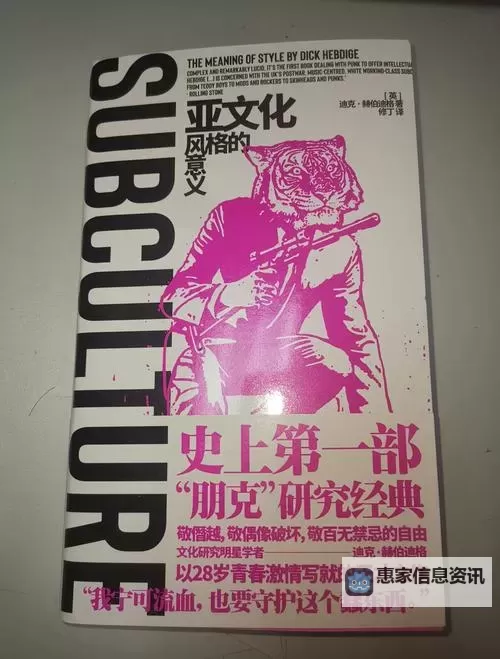 THE MEANING OF STYLE BY DICK HEBDIGE
COMPLEX AND REMARKABLY LUCID, IT'S THE FIRST BOOK DEALING WITH PUNK TO OFFER INTELLECTUAL
HEBDIGE [...] IS CONCERNED WITH THE UK'S POSTWAR, MUSIC-CENTRED, WHITE WORKING-CLASS SUBC
FROM TEDDY BOYS TO MODS AND ROCKERS TO SKINHEADS AND PUNKS.'
- ROLLING STONE
SUBCULTURE
亚文化
风格的
意义
[英]
迪克·赫伯迪格 著
修丁 译
史上第一部
“朋克”研究经典
敬僭越，敬偶像破坏，敬百无禁忌的自由
文化研究明星学者——迪克·赫伯迪格
以28岁青春激情写就的
“我宁可流血，也要守护这个东西。”
惠家信息资讯